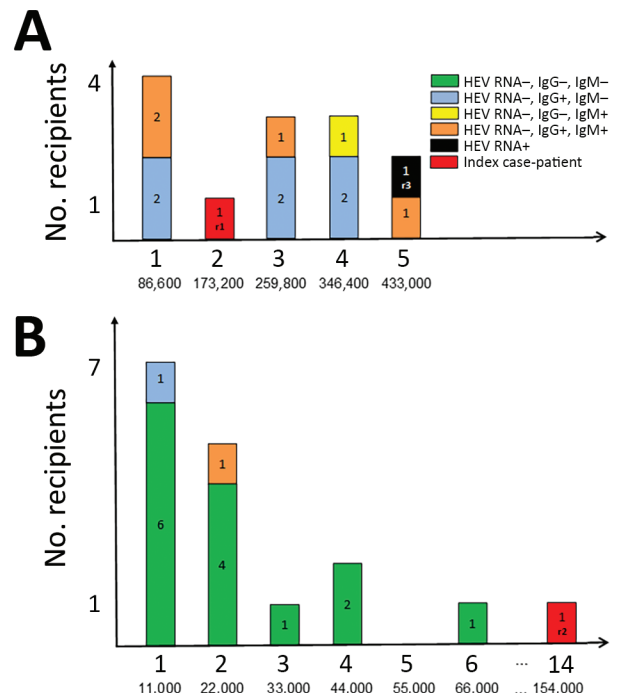 A
No. recipients
4
1
HEV RNA–, IgG–, IgM–
HEV RNA–, IgG+, IgM–
HEV RNA–, IgG–, IgM+
HEV RNA–, IgG+, IgM+
HEV RNA+
Index case-patient
2
2
1
r1
1
2
1
2
1
r3
1
1 2 3 4 5
86,600 173,200 259,800 346,400 433,000
B
No. recipients
7
1
1
6
1
4
1
2
1
1
r2
1 2 3 4 5 6 ... 14
11,000 22,000 33,000 44,000 55,000 66,000 ... 154,000